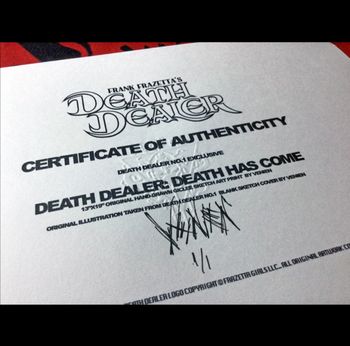 FRANK FRAZETTA'S
DEATH
DEALER
CERTIFICATE OF AUTHENTICITY
DEATH DEALER NO.1 EXCLUSIVE
DEATH DEALER: DEATH HAS COME
13"X19" ORIGINAL HAND-DRAWN GICLEE SKETCH ART PRINT BY VEHEN
ORIGINAL ILLUSTRATION TAKEN FROM DEATH DEALER NO.1 BLANK SKETCH COVER BY VEHEN
1/1
DEATH DEALER LOGO COPYRIGHT © FRAZETTA GIRLS LLC., ALL ORIGINAL ARTWORK